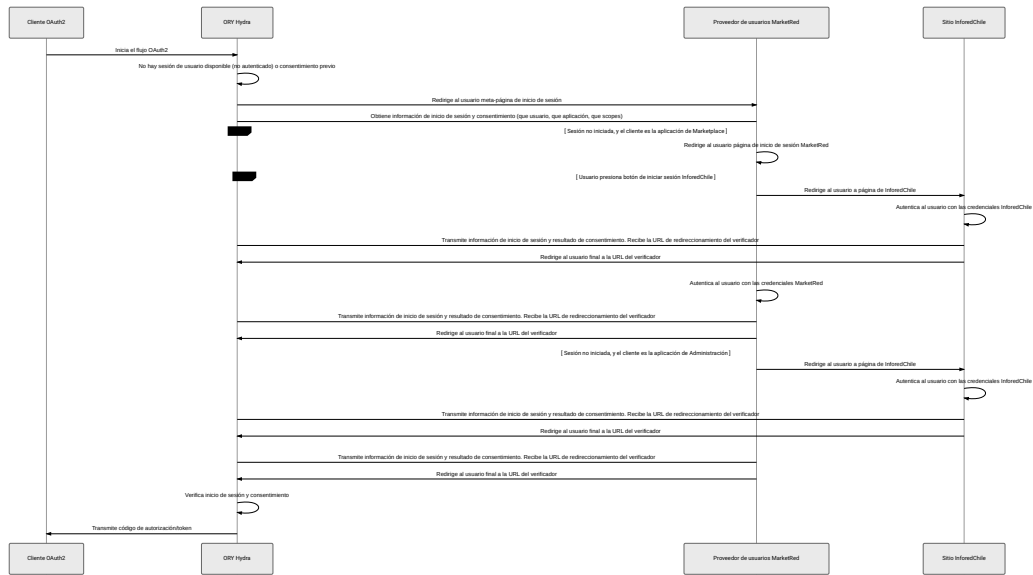 Cliente OAuth2
ORY Hydra
Proveedor de usuarios MarketRed
Sitio InforedChile
Inicia el flujo OAuth2
No hay sesión de usuario disponible (no autenticado) o consentimiento previo
Redirige al usuario meta-página de inicio de sesión
Obtiene información de inicio de sesión y consentimiento (que usuario, que aplicación, que scopes)
[ Sesión no iniciada, y el cliente es la aplicación de Marketplace ]
Redirige al usuario página de inicio de sesión MarketRed
[ Usuario presiona botón de iniciar sesión InforedChile ]
Redirige al usuario a página de InforedChile
Autentica al usuario con las credenciales InforedChile
Transmite información de inicio de sesión y resultado de consentimiento. Recibe la URL de redireccionamiento del verificador
Redirige al usuario final a la URL del verificador
Autentica al usuario con las credenciales MarketRed
Transmite información de inicio de sesión y resultado de consentimiento. Recibe la URL de redireccionamiento del verificador
Redirige al usuario final a la URL del verificador
[ Sesión no iniciada, y el cliente es la aplicación de Administración ]
Redirige al usuario a página de InforedChile
Autentica al usuario con las credenciales InforedChile
Transmite información de inicio de sesión y resultado de consentimiento. Recibe la URL de redireccionamiento del verificador
Redirige al usuario final a la URL del verificador
Transmite información de inicio de sesión y resultado de consentimiento. Recibe la URL de redireccionamiento del verificador
Redirige al usuario final a la URL del verificador
Verifica inicio de sesión y consentimiento
Transmite código de autorización/token
Cliente OAuth2
ORY Hydra
Proveedor de usuarios MarketRed
Sitio InforedChile